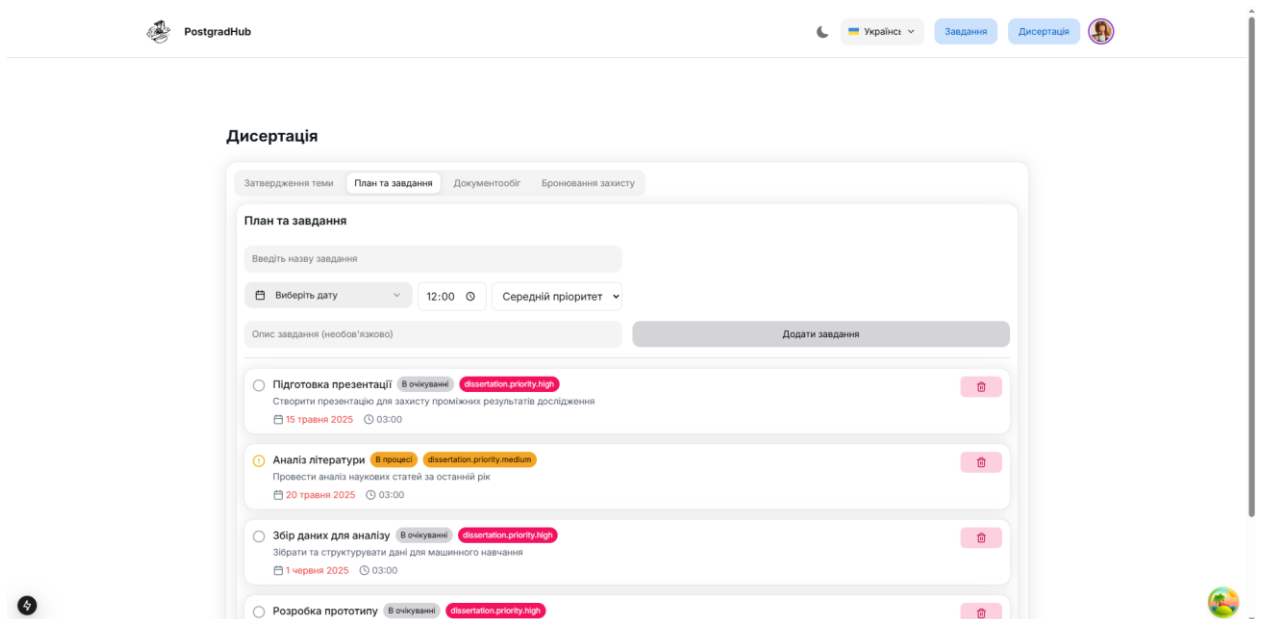 PostgradHub
Українсь
Завдання
Дисертація
Дисертація
Затвердження теми План та завдання Документообіг Бронювання захисту
План та завдання
Введіть назву завдання
Виберіть дату 12:00 Середній пріоритет
Опис завдання (необов'язково) Додати завдання
Підготовка презентації В очікуванні dissertation.priority.high
Створити презентацію для захисту проміжних результатів дослідження
15 травня 2025 03:00
Аналіз літератури В процесі dissertation.priority.medium
Провести аналіз наукових статей за останній рік
20 травня 2025 03:00
Збір даних для аналізу В очікуванні dissertation.priority.high
Зібрати та структурувати дані для машинного навчання
1 червня 2025 03:00
Розробка прототипу В очікуванні dissertation.priority.high